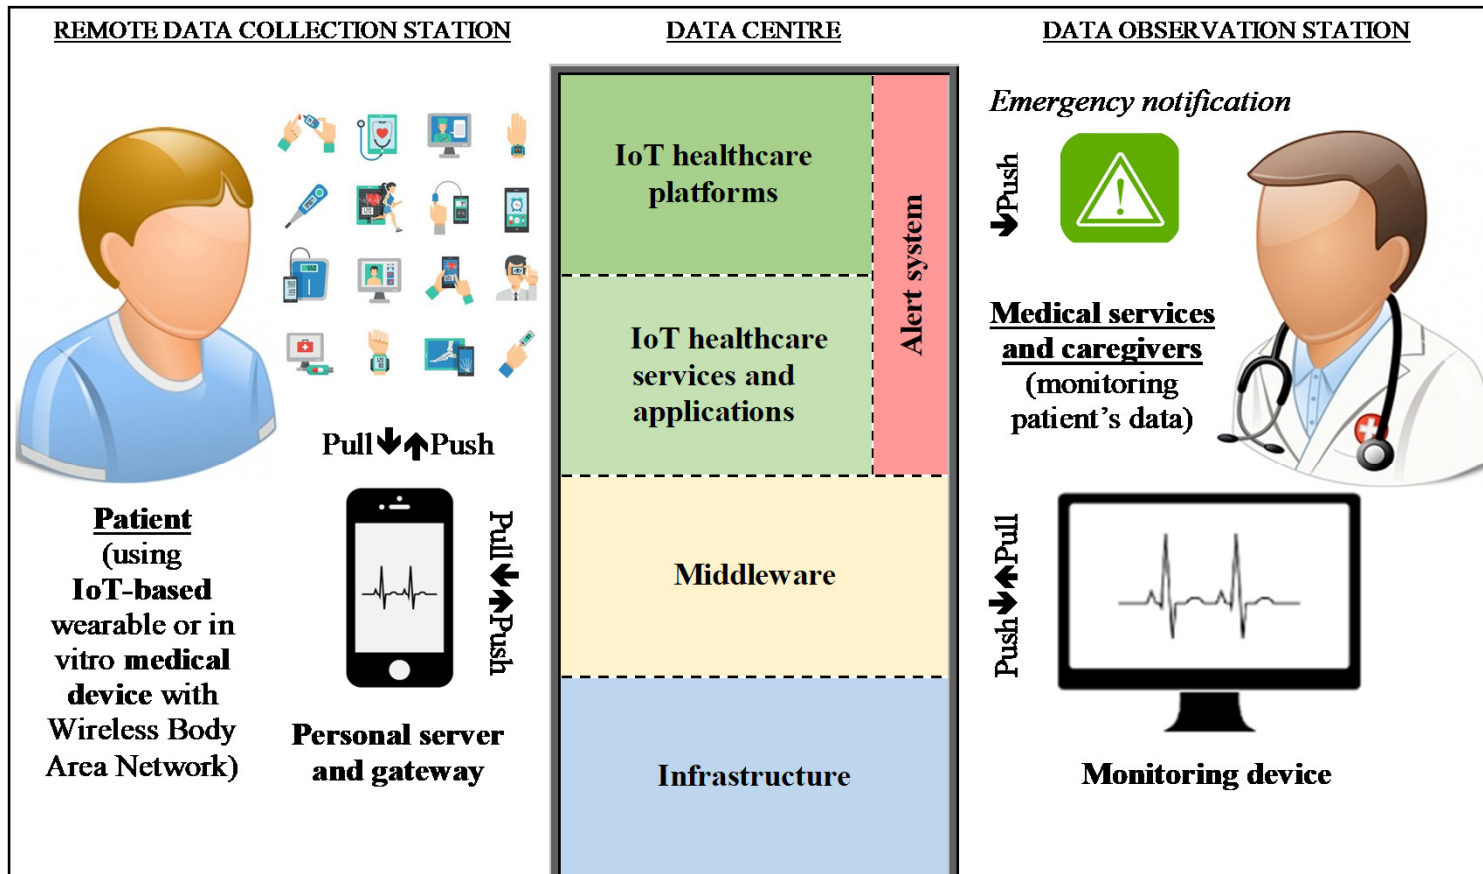 REMOTE DATA COLLECTION STATION
DATA CENTRE
DATA OBSERVATION STATION
Pull↓↑Push
Patient
(using
IoT-based
wearable or in
vitro medical
device with
Wireless Body
Area Network)
Pull←→Push
Personal server
and gateway
IoT healthcare
platforms
Alert system
IoT healthcare
services and
applications
Middleware
Infrastructure
Emergency notification
↓Push
Medical services
and caregivers
(monitoring
patient’s data)
Push↓↑Pull
Monitoring device